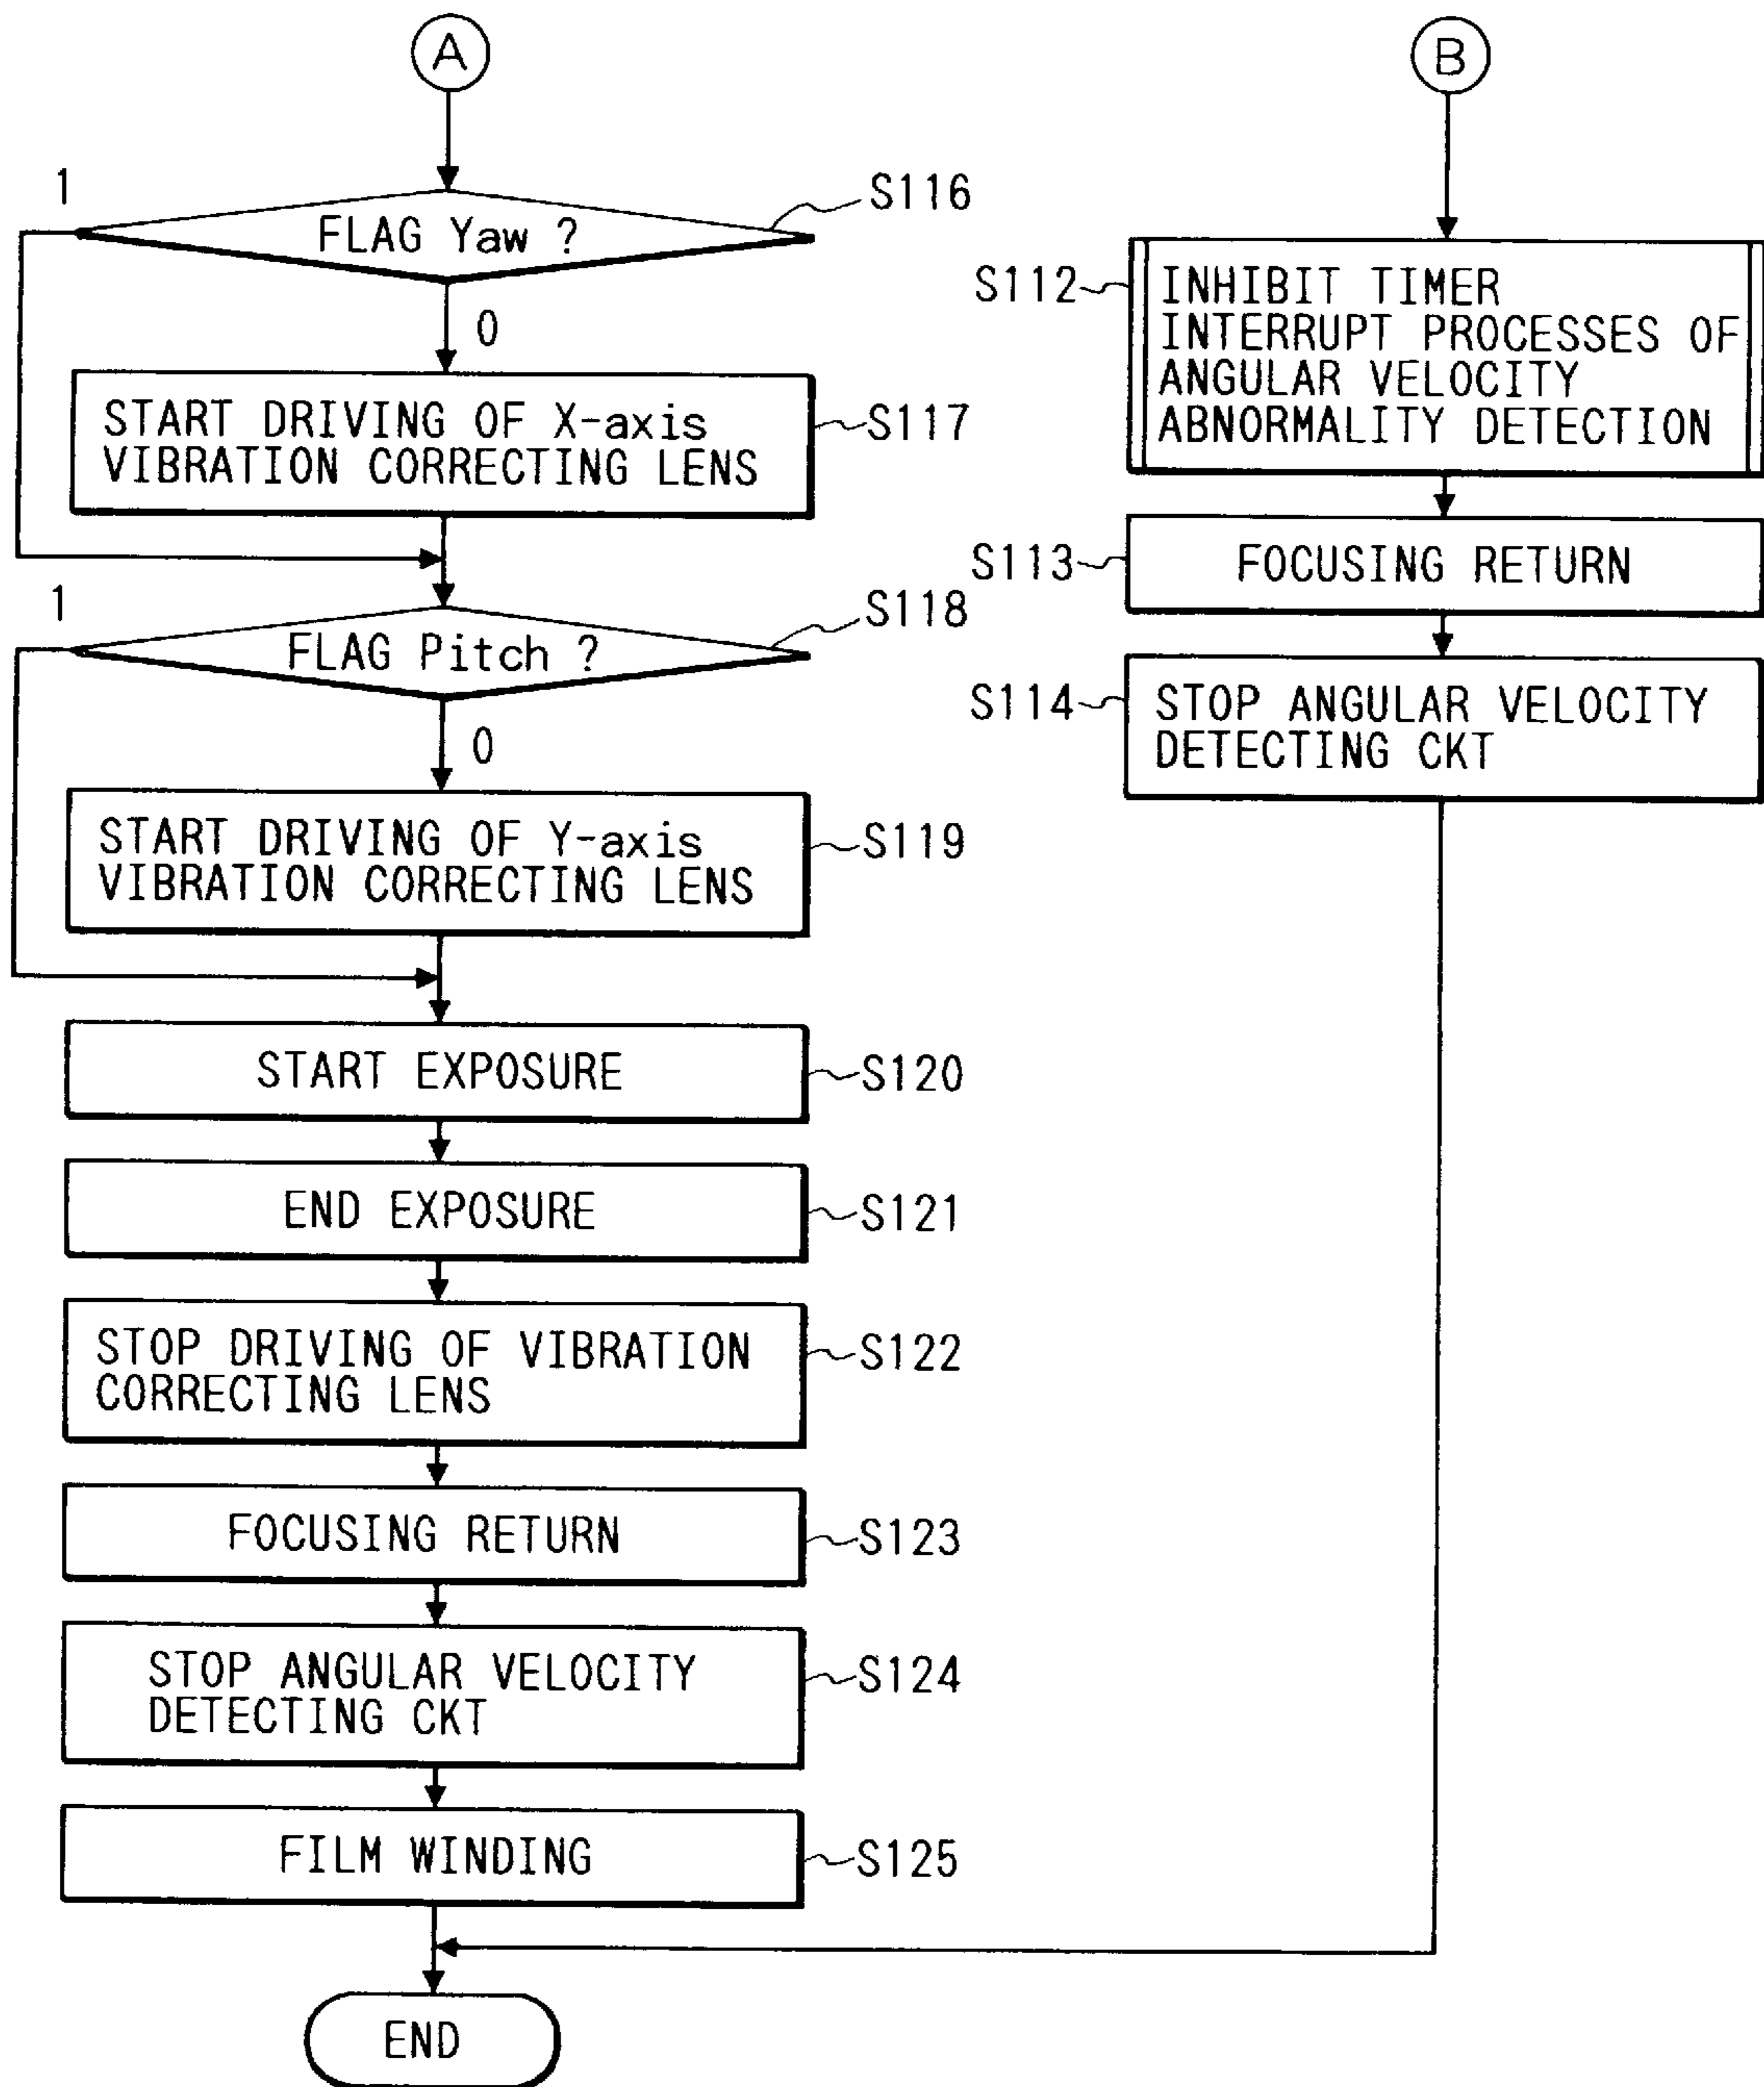 A
1
FLAG Yaw ?
S116
0
START DRIVING OF X-axis
VIBRATION CORRECTING LENS
S117
1
FLAG Pitch ?
S118
0
START DRIVING OF Y-axis
VIBRATION CORRECTING LENS
S119
START EXPOSURE
S120
END EXPOSURE
S121
STOP DRIVING OF VIBRATION
CORRECTING LENS
S122
FOCUSING RETURN
S123
STOP ANGULAR VELOCITY
DETECTING CKT
S124
FILM WINDING
S125
END
B
S112
INHIBIT TIMER
INTERRUPT PROCESSES OF
ANGULAR VELOCITY
ABNORMALITY DETECTION
S113
FOCUSING RETURN
S114
STOP ANGULAR VELOCITY
DETECTING CKT